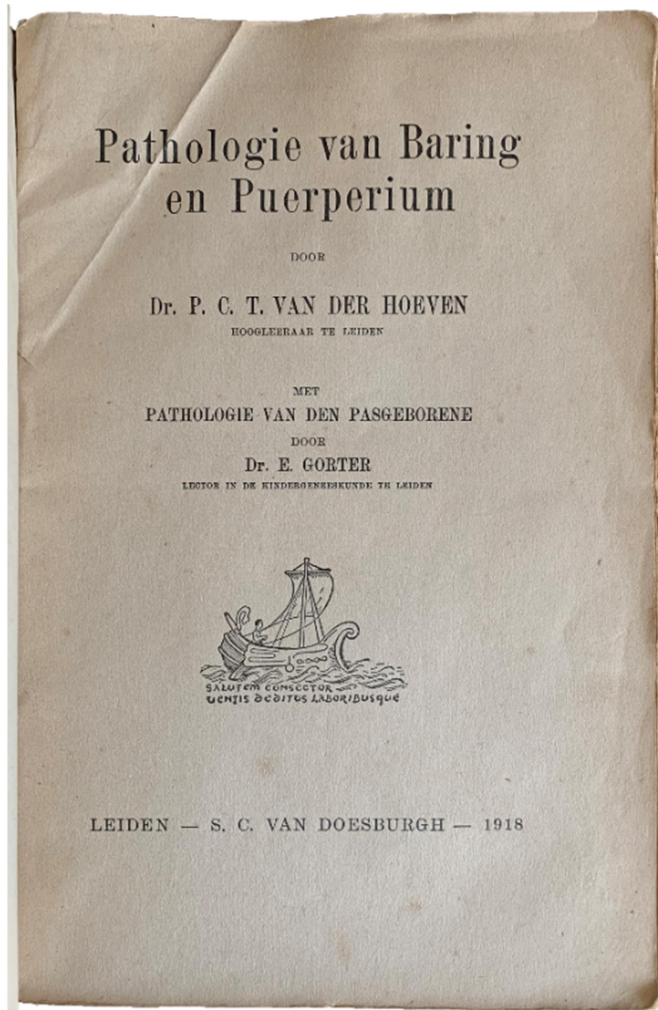 Pathologie van Baring
en Puerperium
DOOR
Dr. P. C. T. VAN DER HOEVEN
HOOGLEERAAR TE LEIDEN
MET
PATHOLOGIE VAN DEN PASGEBORENE
DOOR
Dr. E. GORTER
LECTOR IN DE KINDERGENEESKUNDE TE LEIDEN
SALUTEM CONSECTOR
VENTIS DEDITUS LABORIBUSQUE
LEIDEN — S. C. VAN DOESBURGH — 1918